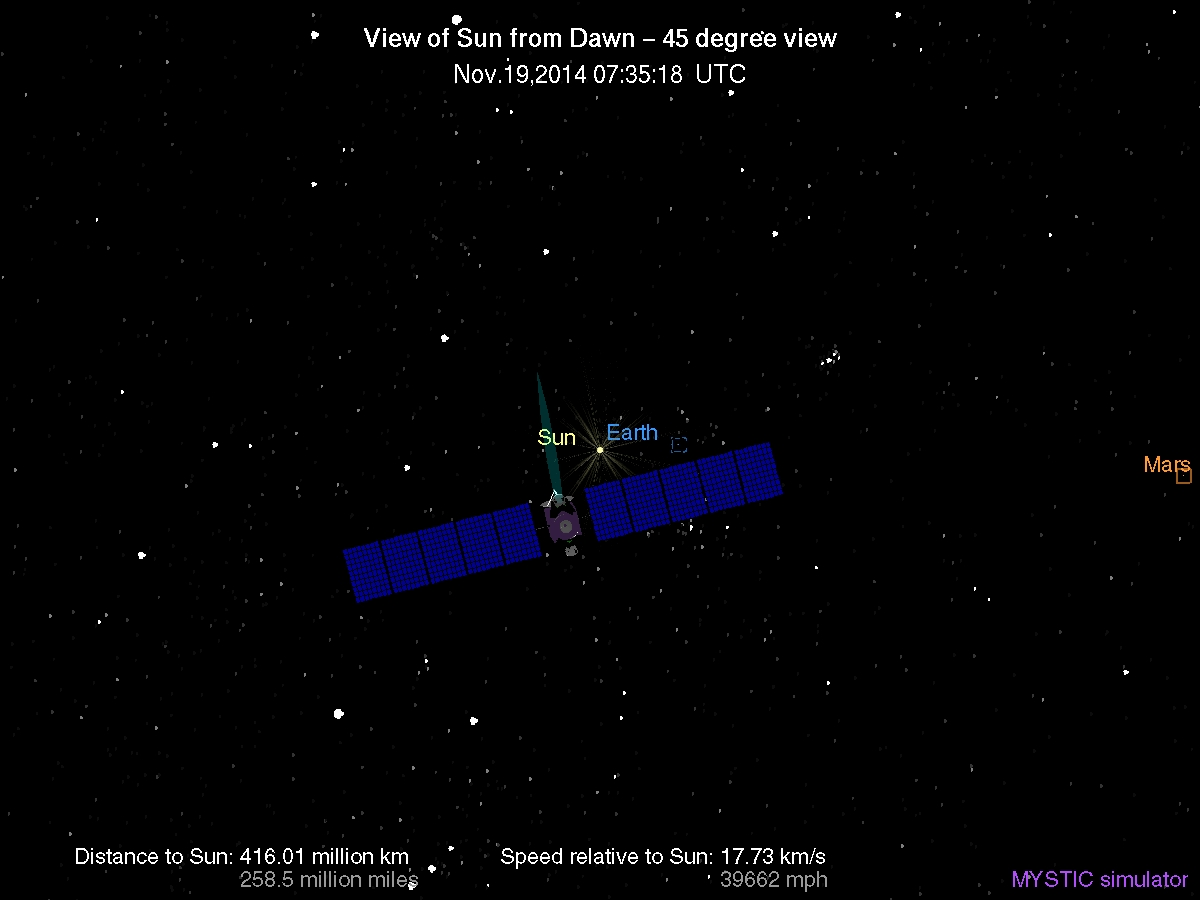 View of Sun from Dawn – 45 degree view
Nov.19,2014 07:35:18 UTC
Sun
Earth
Mars
Distance to Sun: 416.01 million km
258.5 million miles
Speed relative to Sun: 17.73 km/s
39662 mph
MYSTIC simulator